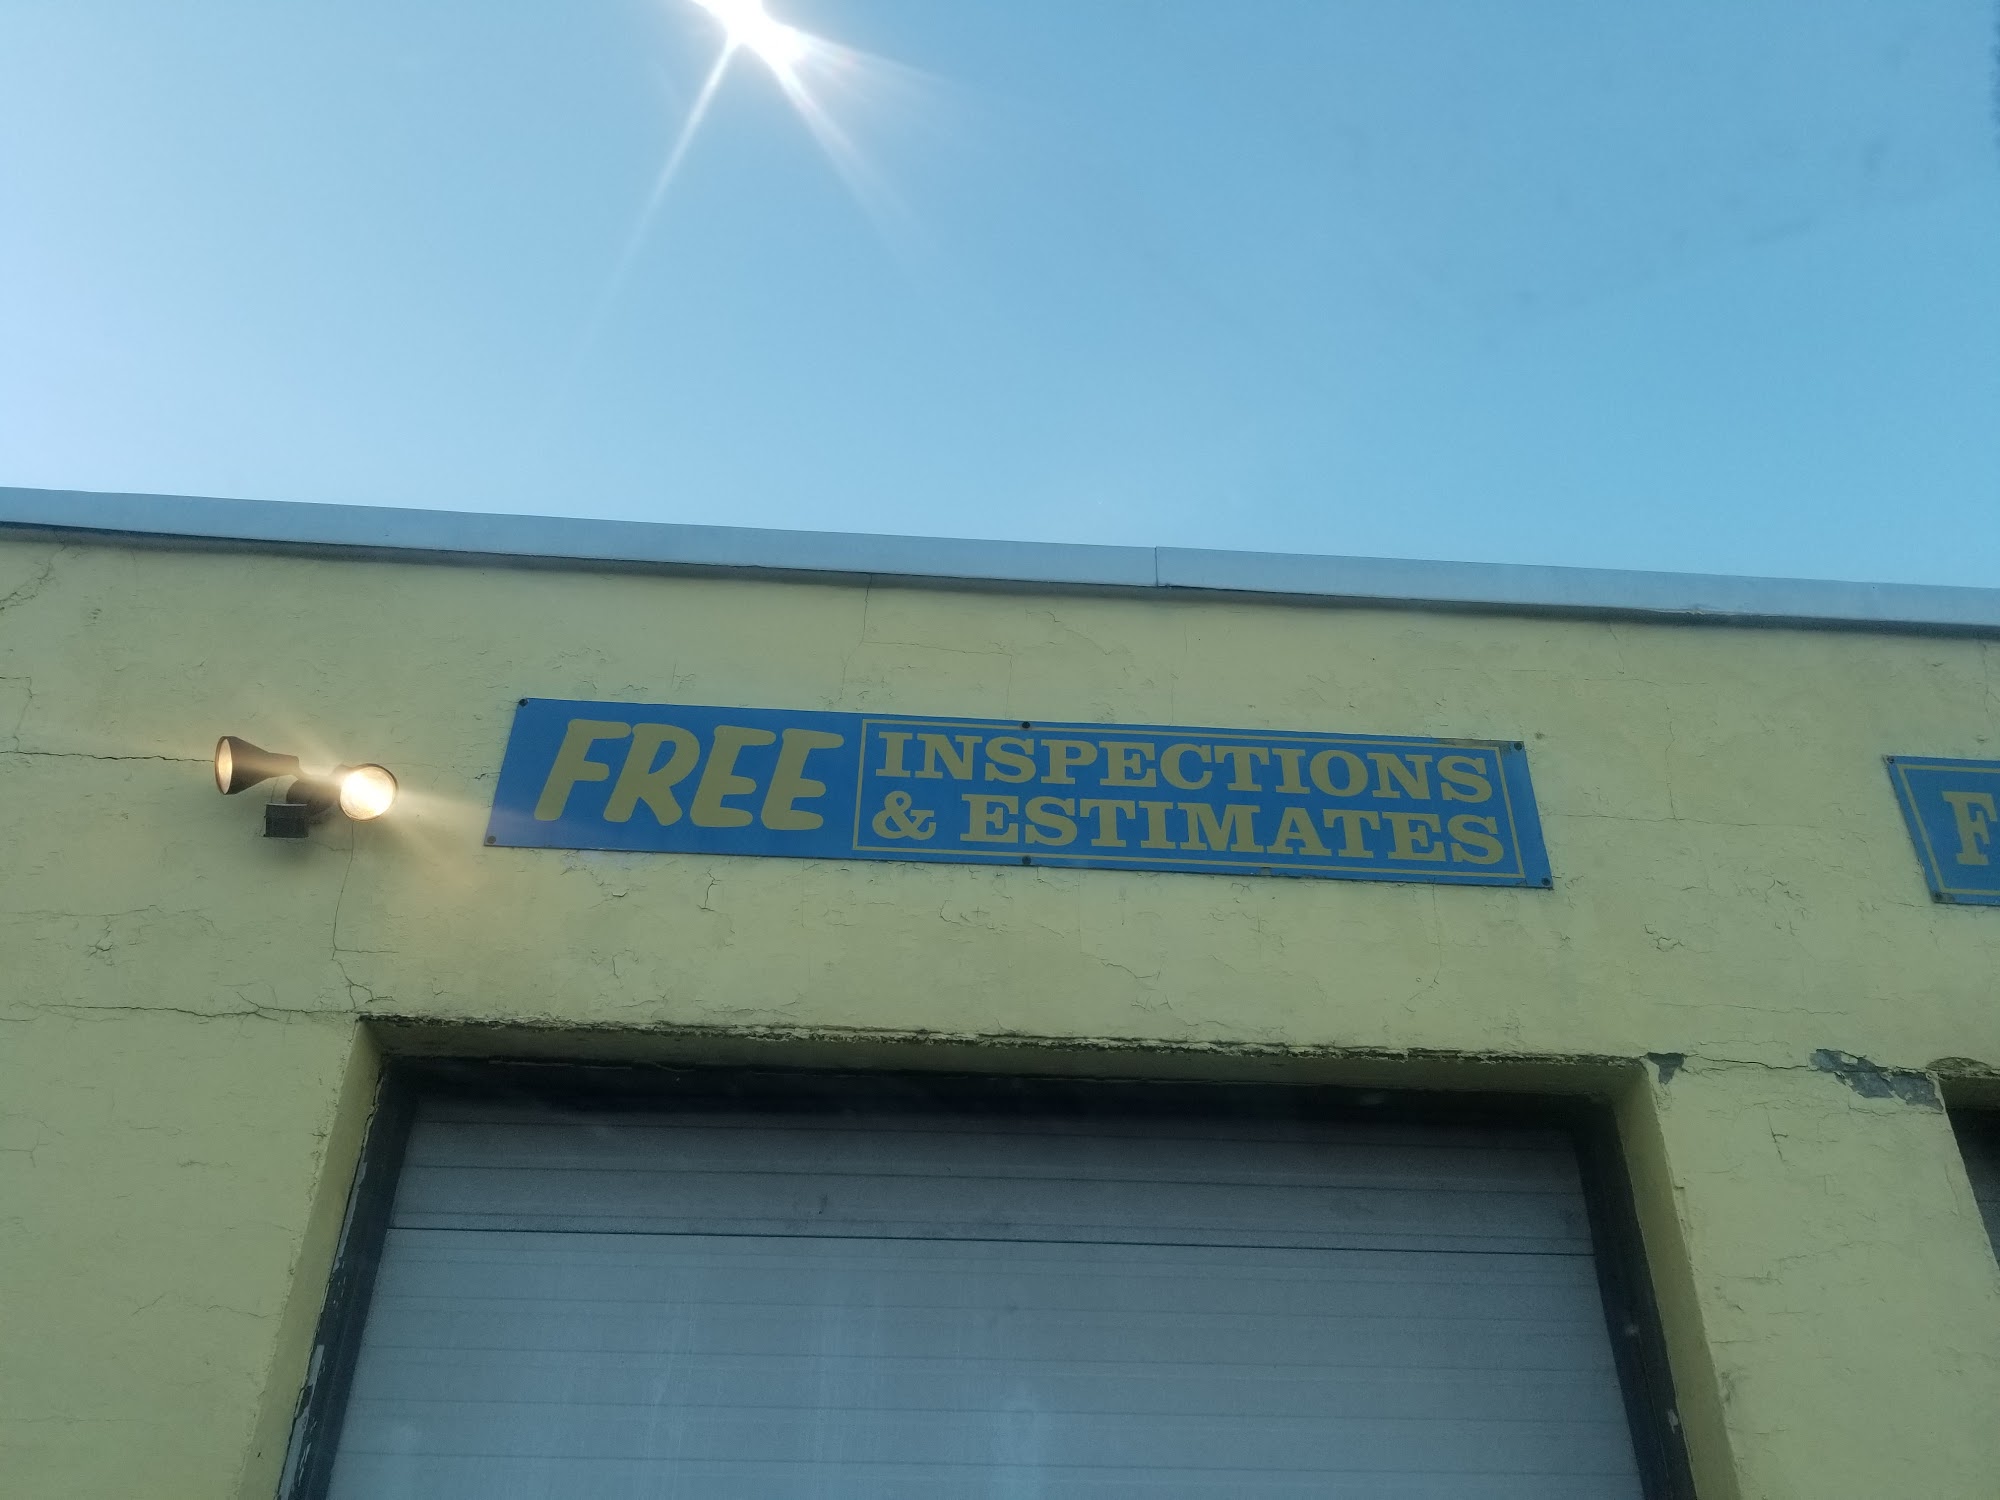 FREE
INSPECTIONS
& ESTIMATES
F